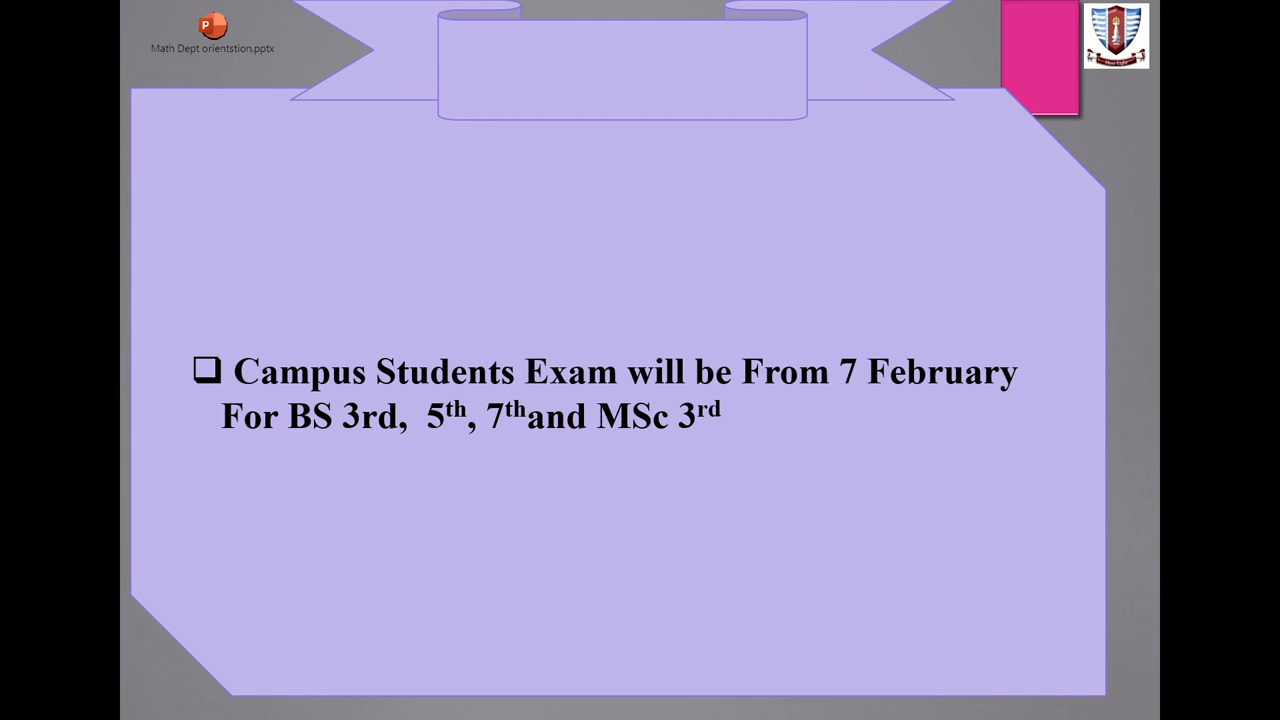 Math Dept orientstion.pptx
❑ Campus Students Exam will be From 7 February
For BS 3rd, 5th, 7thand MSc 3rd